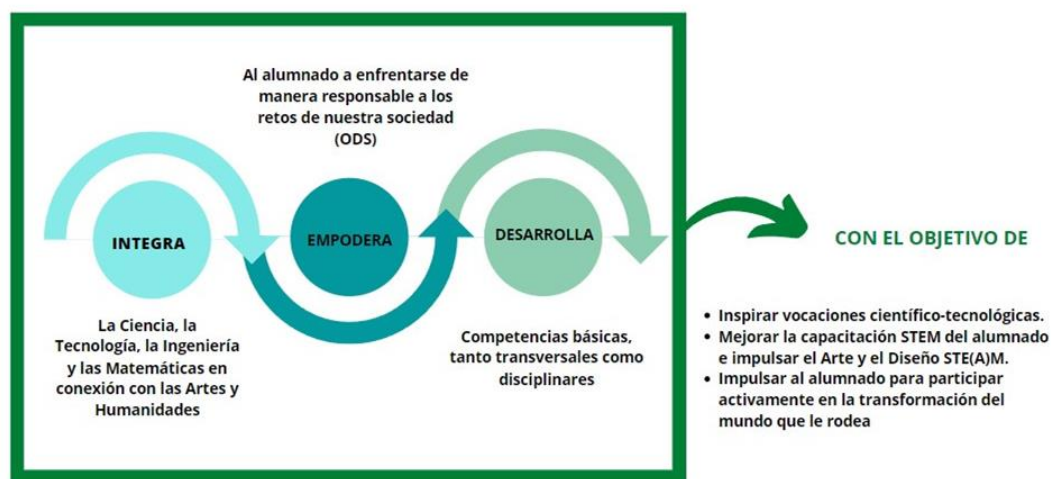 INTEGRA
La Ciencia, la
Tecnología, la Ingeniería
y las Matemáticas en
conexión con las Artes y
Humanidades
Al alumnado a enfrentarse de
manera responsable a los
retos de nuestra sociedad
(ODS)
EMPODERA
DESARROLLA
Competencias básicas,
tanto transversales como
disciplinares
CON EL OBJETIVO DE
• Inspirar vocaciones científico-tecnológicas.
• Mejorar la capacitación STEM del alumnado
e impulsar el Arte y el Diseño STE(A)M.
• Impulsar al alumnado para participar
activamente en la transformación del
mundo que le rodea